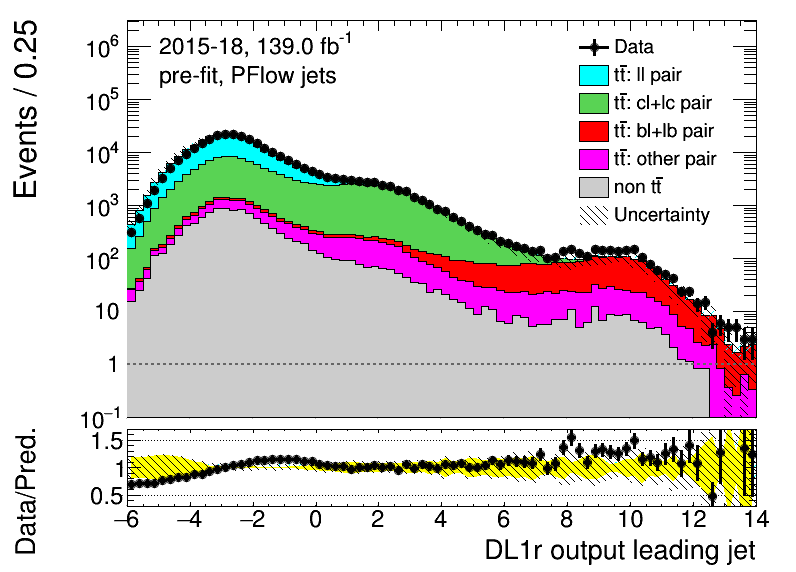 Events / 0.25
2015-18, 139.0 fb⁻¹
pre-fit, PFlow jets
Data
tt̄: ll pair
tt̄: cl+lc pair
tt̄: bl+lb pair
tt̄: other pair
non tt̄
Uncertainty
10⁶
10⁵
10⁴
10³
10²
10
1
10⁻¹
Data/Pred.
1.5
1
0.5
−6 −4 −2 0 2 4 6 8 10 12 14
DL1r output leading jet